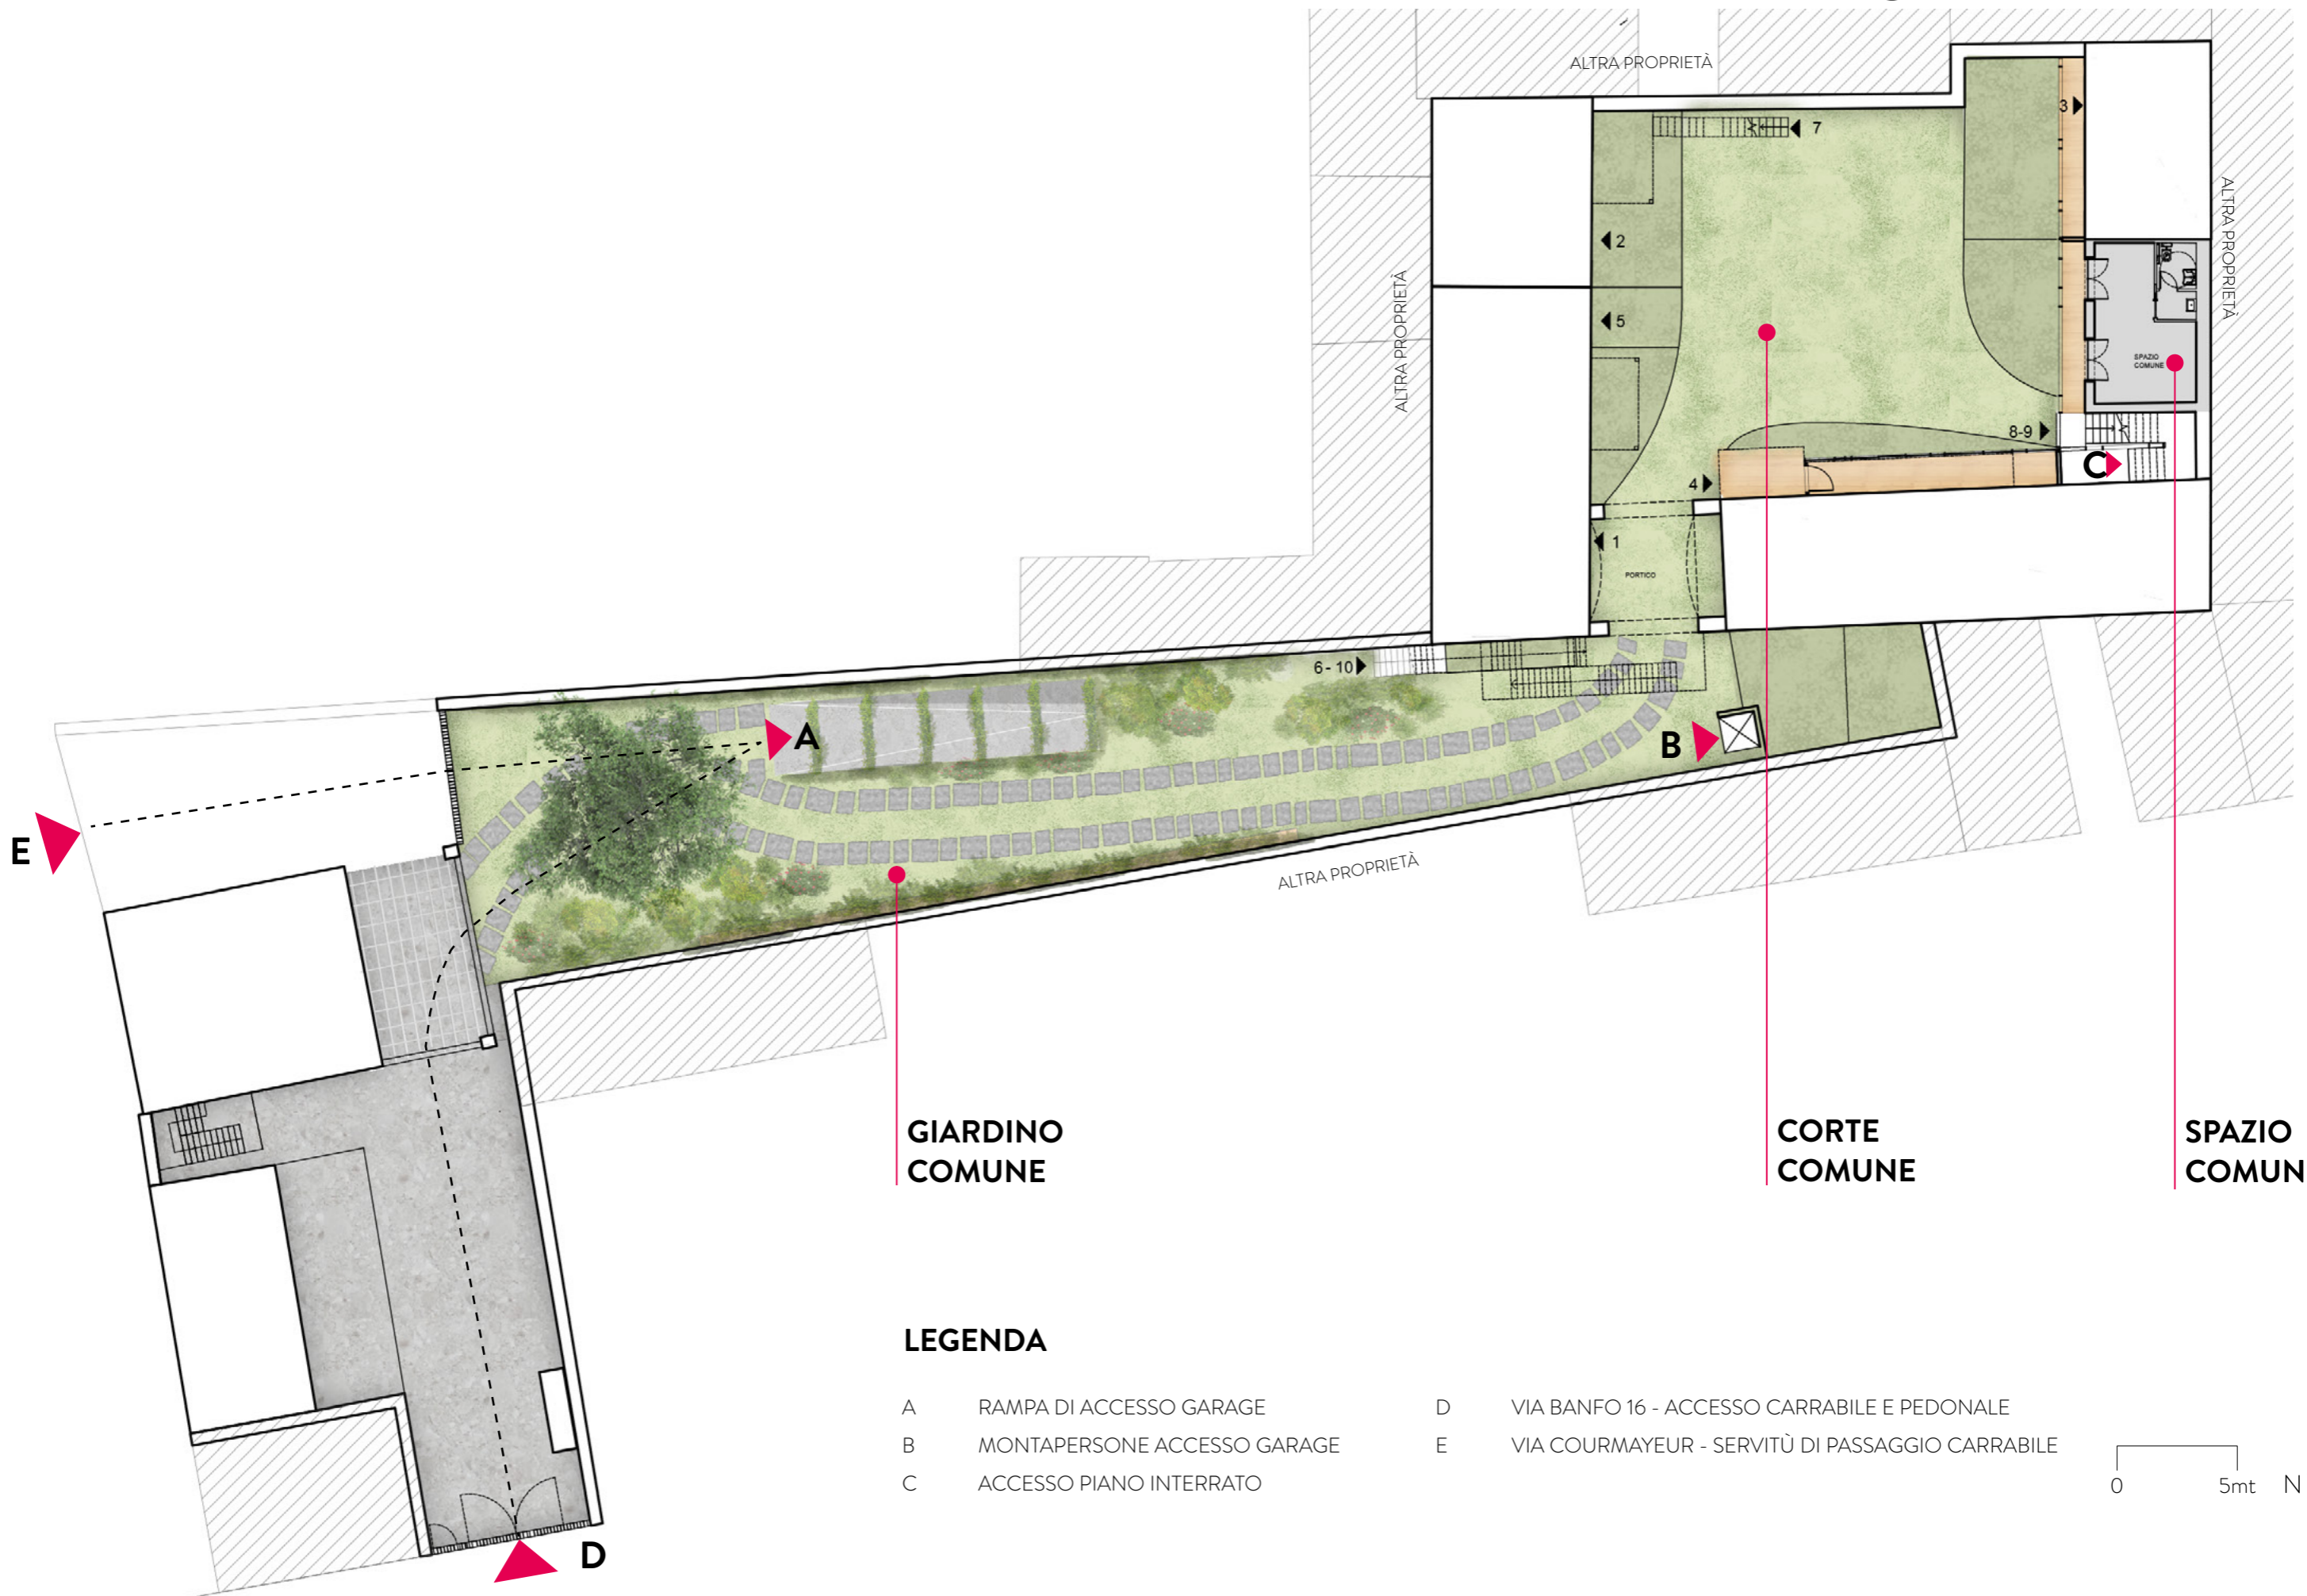 ALTRA PROPRIETÀ
3
7
ALTRA PROPRIETÀ
2
ALTRA PROPRIETÀ
5
SPAZIO
COMUNE
8-9
C
4
1
PORTICO
6 - 10
A
B
E
ALTRA PROPRIETÀ
GIARDINO
COMUNE
CORTE
COMUNE
SPAZIO
COMUN
LEGENDA
A RAMPA DI ACCESSO GARAGE
B MONTAPERSONE ACCESSO GARAGE
C ACCESSO PIANO INTERRATO
D VIA BANFO 16 - ACCESSO CARRABILE E PEDONALE
E VIA COURMAYEUR - SERVITÙ DI PASSAGGIO CARRABILE
0 5mt N
D